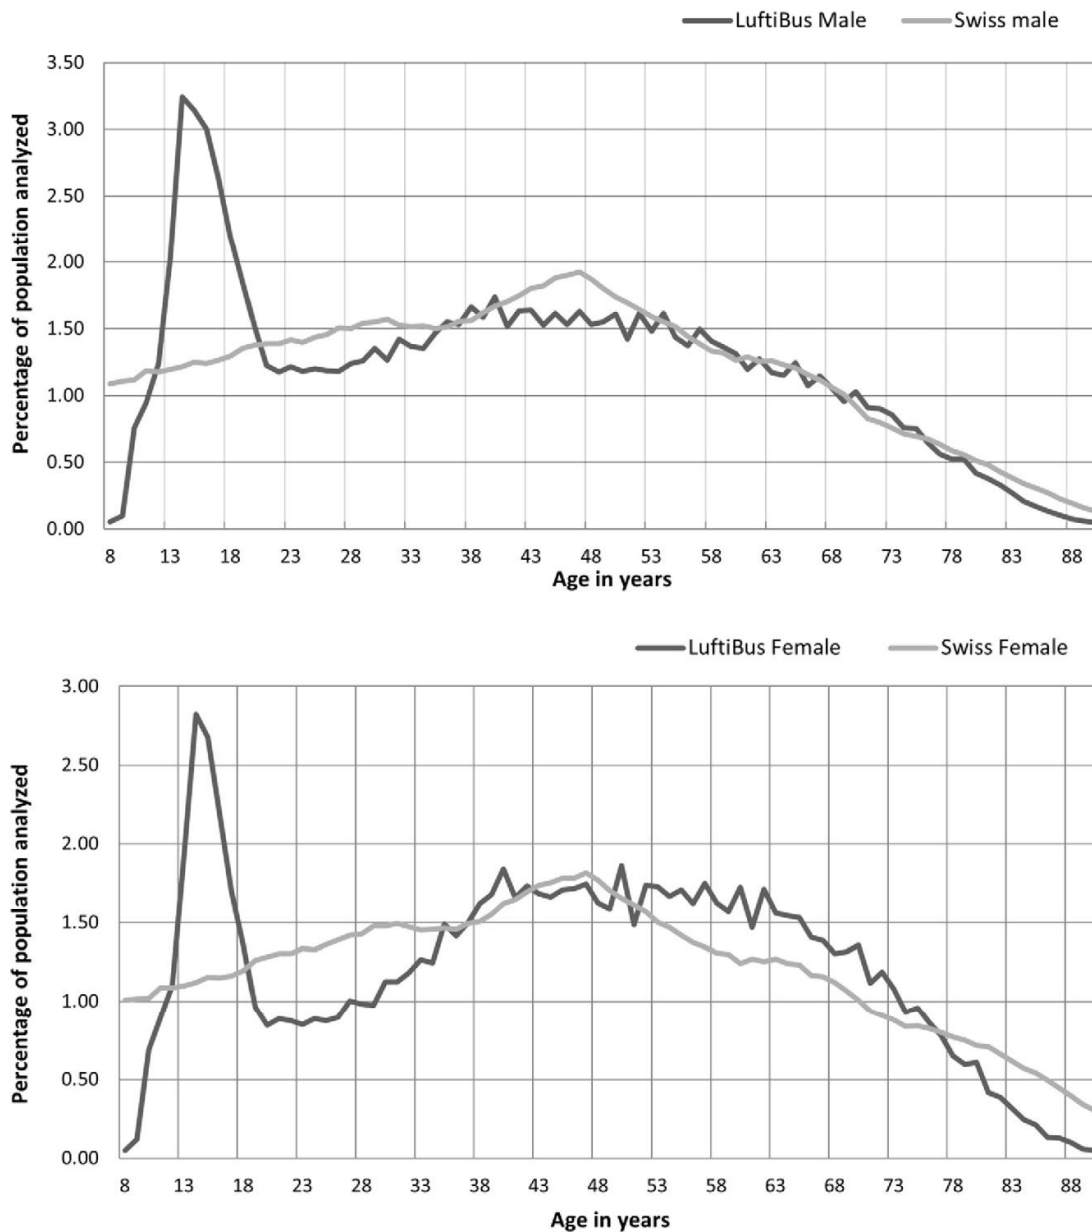 LuftiBus Male Swiss male
Percentage of population analyzed
3.50
3.00
2.50
2.00
1.50
1.00
0.50
0.00
8 13 18 23 28 33 38 43 48 53 58 63 68 73 78 83 88
Age in years
LuftiBus Female Swiss Female
Percentage of population analyzed
3.00
2.50
2.00
1.50
1.00
0.50
0.00
8 13 18 23 28 33 38 43 48 53 58 63 68 73 78 83 88
Age in years